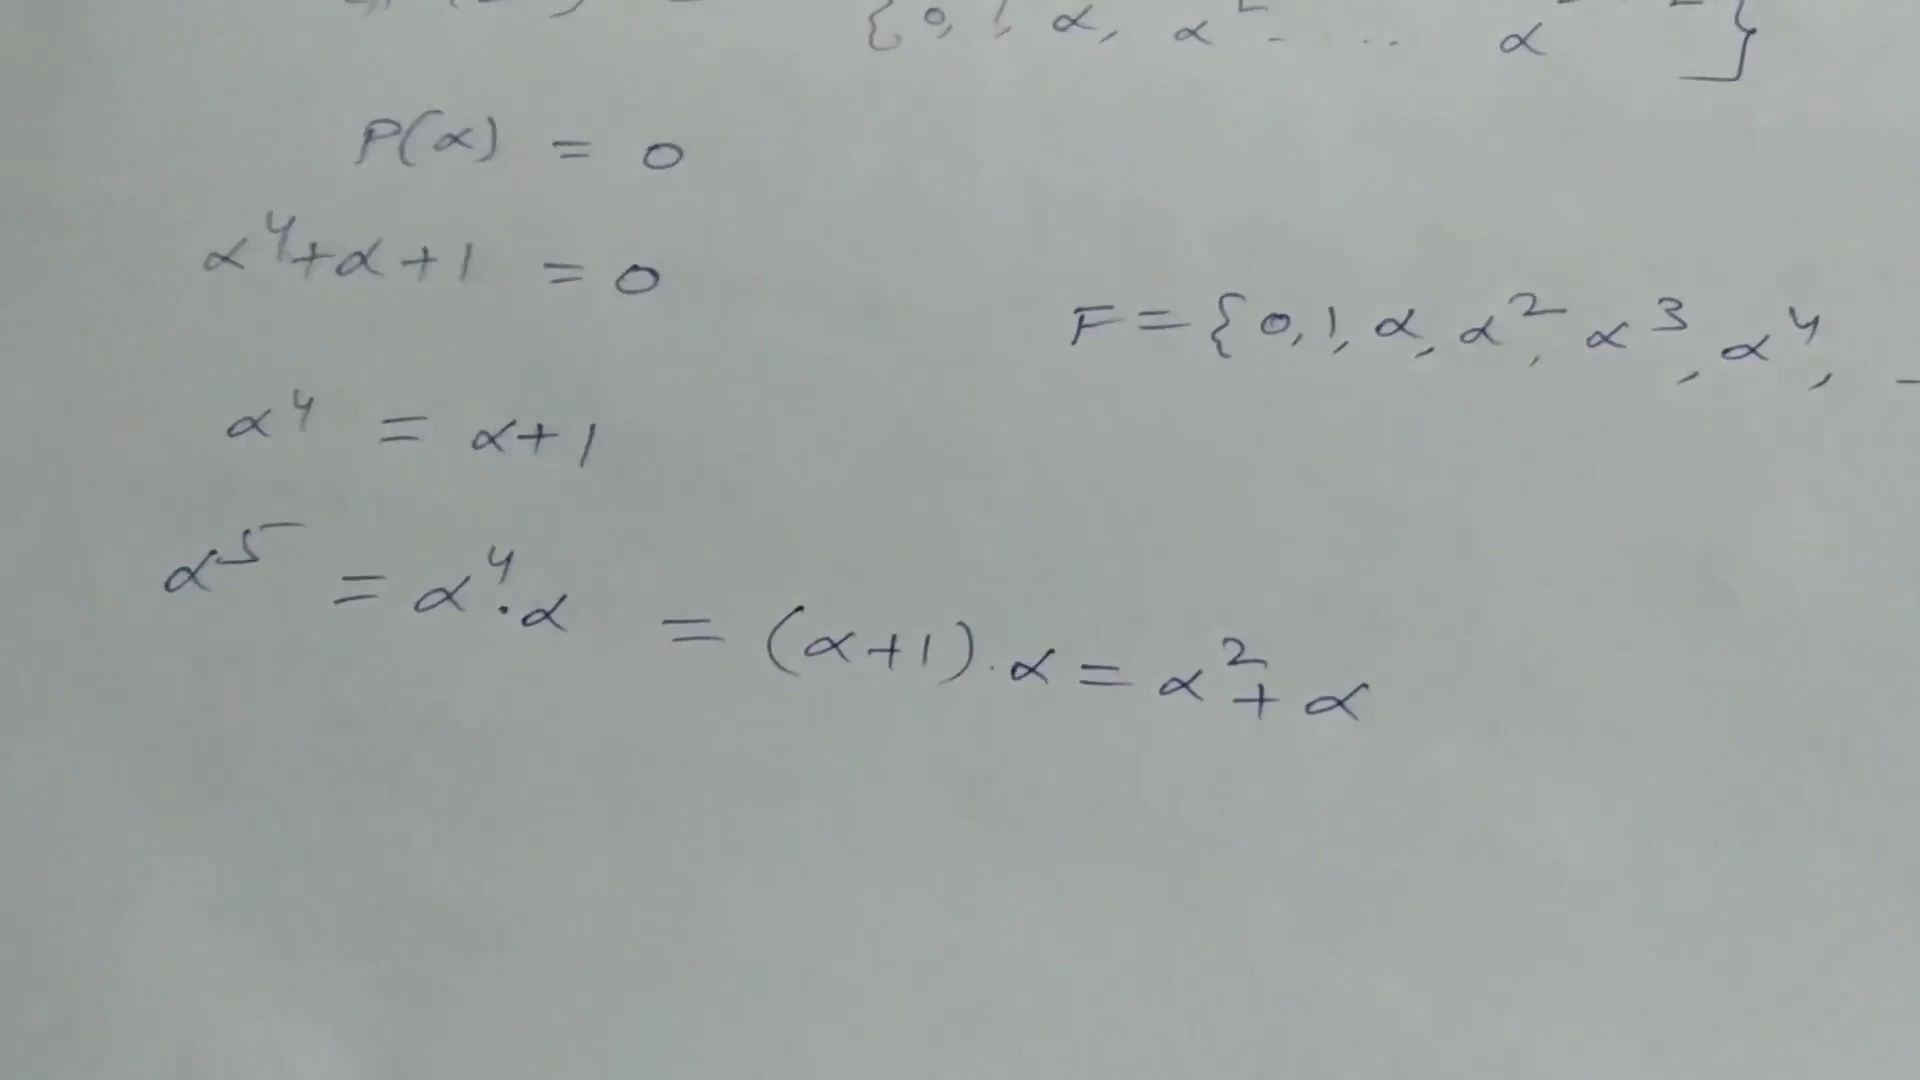 {0, 1, α, α² - ... α }
P(α) = 0
α⁴+α+1 = 0
F = {0, 1, α, α², α³, α⁴, -
α⁴ = α+1
α⁵ = α⁴.α = (α+1).α = α²+α